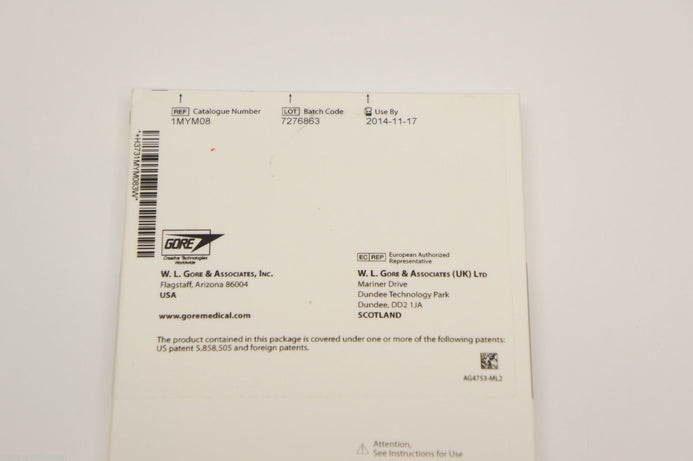 REF Catalogue Number
1MYM08
LOT Batch Code
7276863
Use By
2014-11-17
*+H3731MYM083W*
GORE
Creative Technologies
Worldwide
W. L. GORE & ASSOCIATES, INC.
Flagstaff, Arizona 86004
USA
www.goremedical.com
EC REP European Authorized
Representative
W. L. GORE & ASSOCIATES (UK) LTD
Mariner Drive
Dundee Technology Park
Dundee, DD2 1JA
SCOTLAND
The product contained in this package is covered under one or more of the following patents:
US patent 5,858,505 and foreign patents.
AG4753-ML2
Attention,
See Instructions for Use